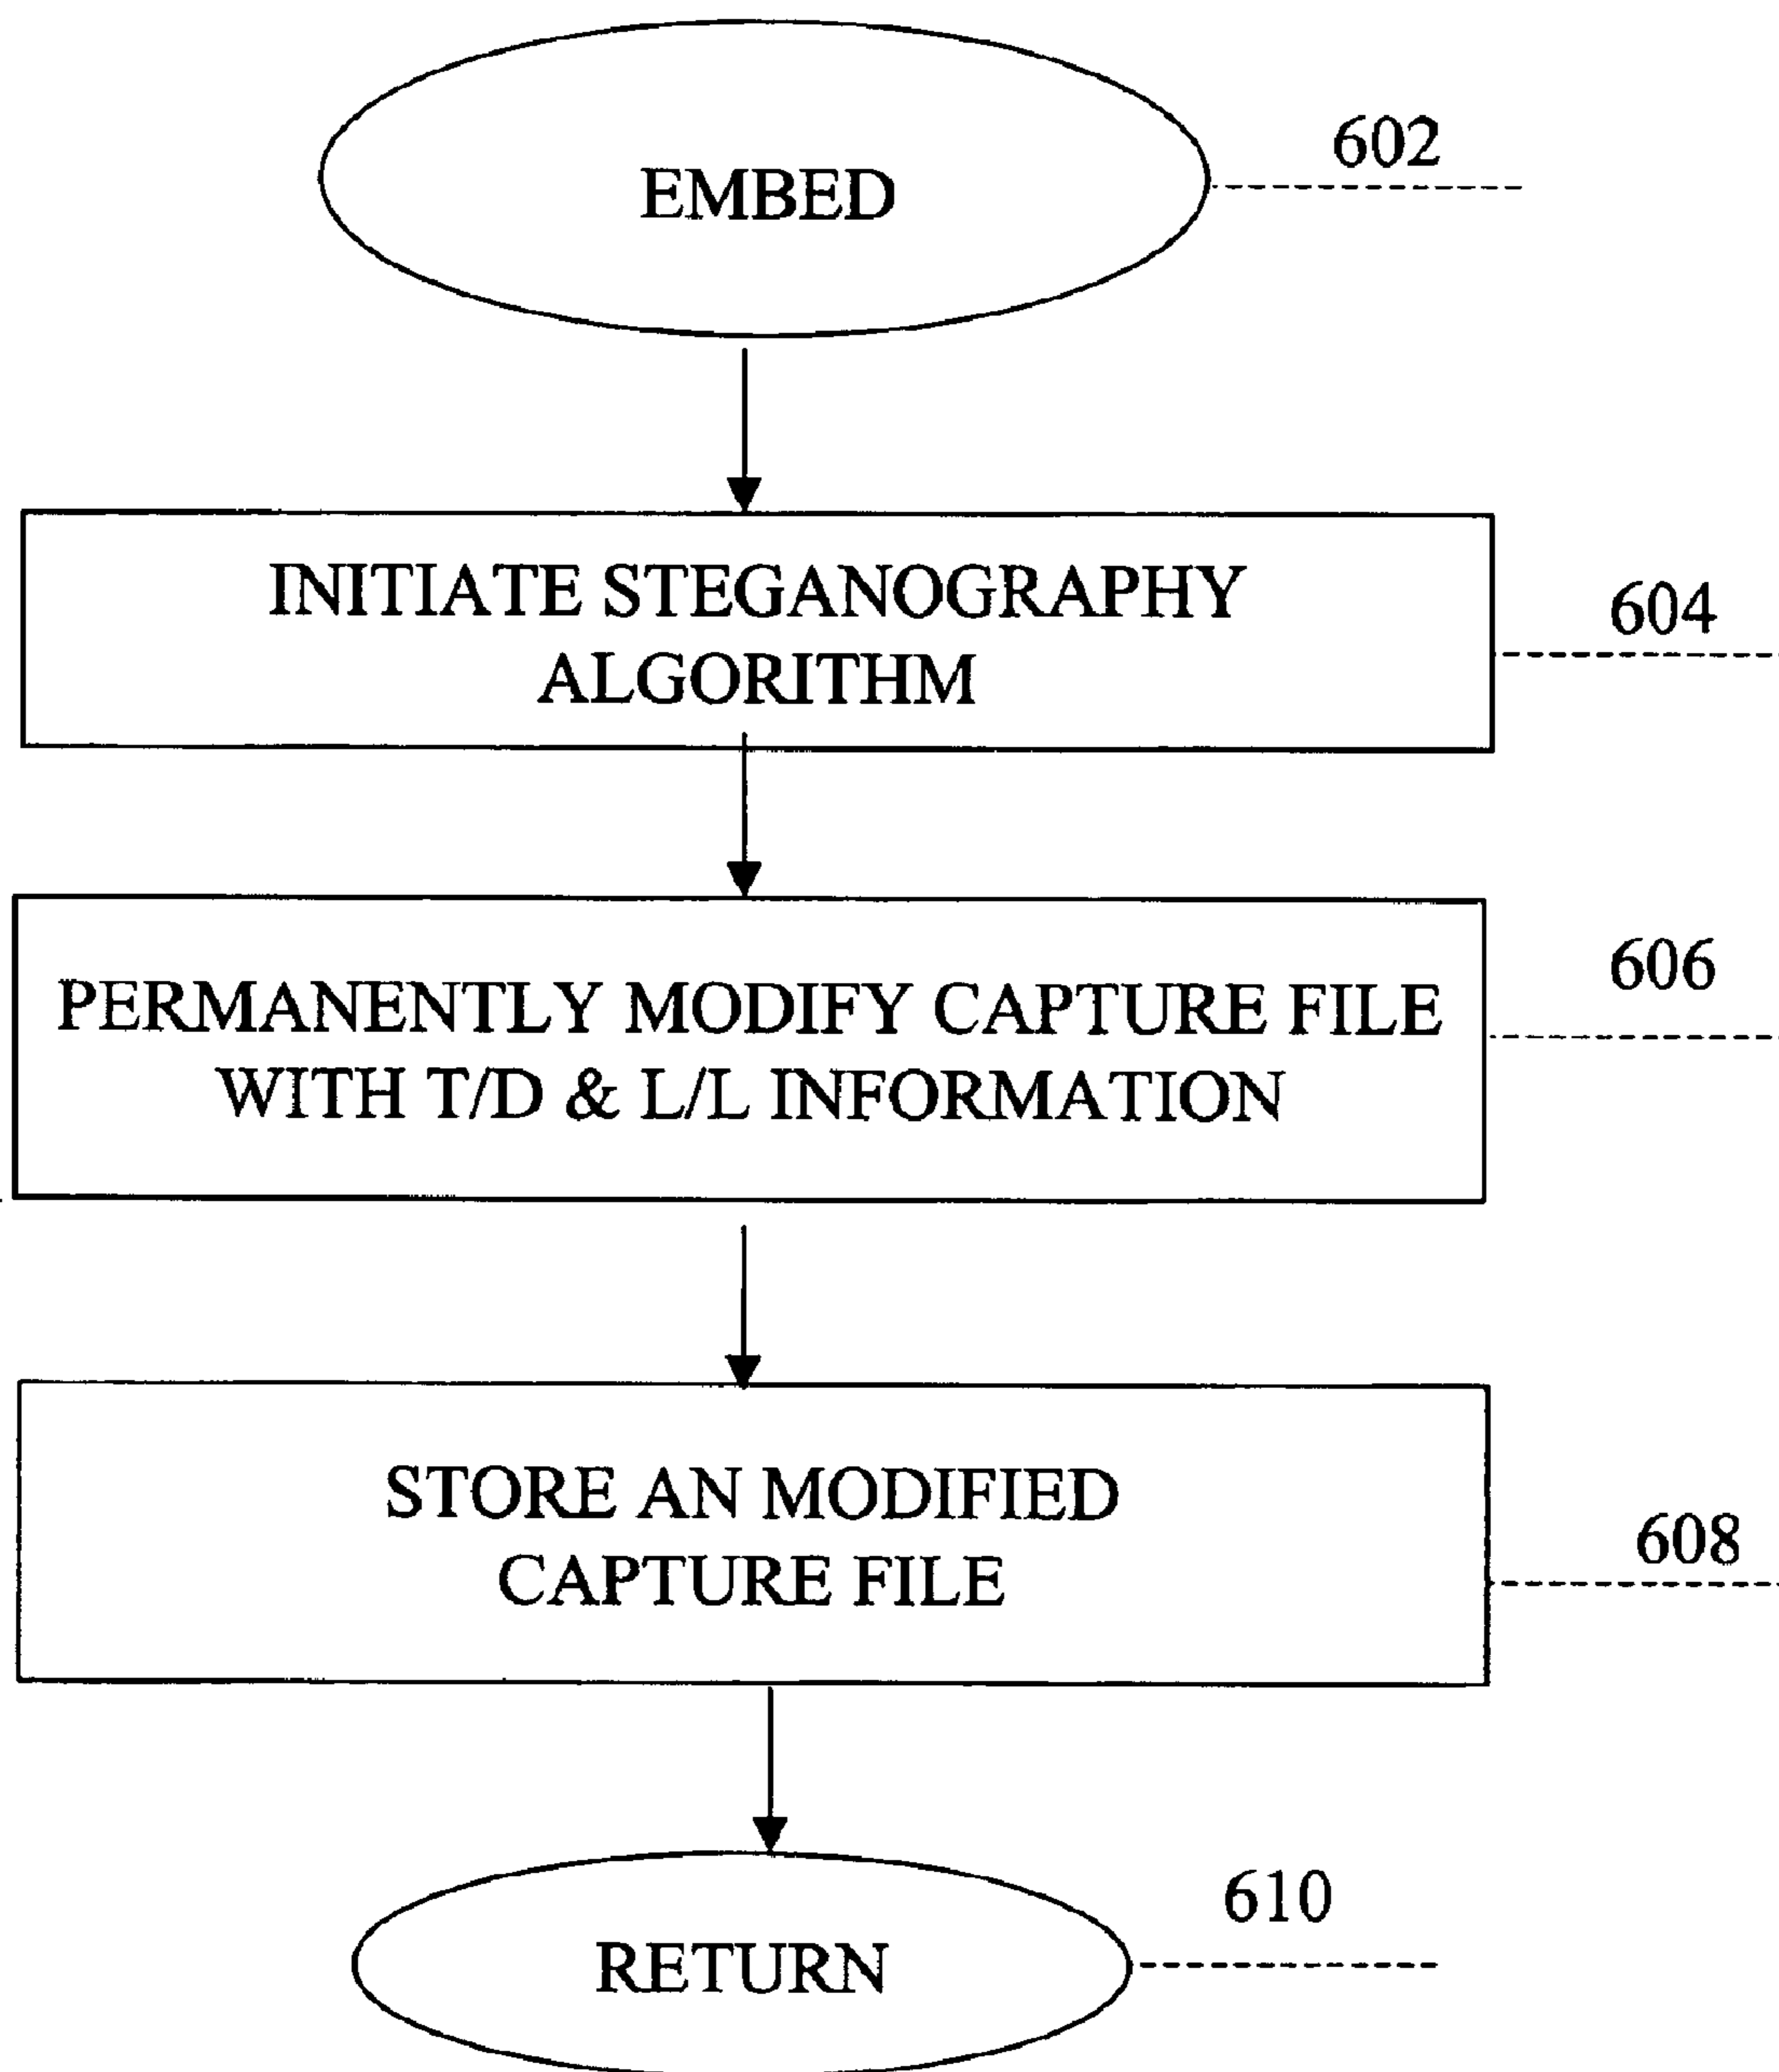 EMBED
602
INITIATE STEGANOGRAPHY
ALGORITHM
604
PERMANENTLY MODIFY CAPTURE FILE
WITH T/D & L/L INFORMATION
606
STORE AN MODIFIED
CAPTURE FILE
608
RETURN
610